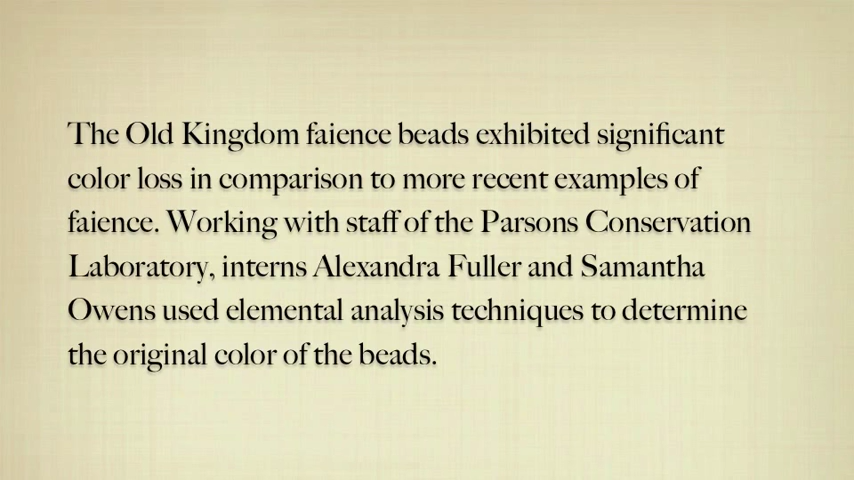 The Old Kingdom faience beads exhibited significant
color loss in comparison to more recent examples of
faience. Working with staff of the Parsons Conservation
Laboratory, interns Alexandra Fuller and Samantha
Owens used elemental analysis techniques to determine
the original color of the beads.